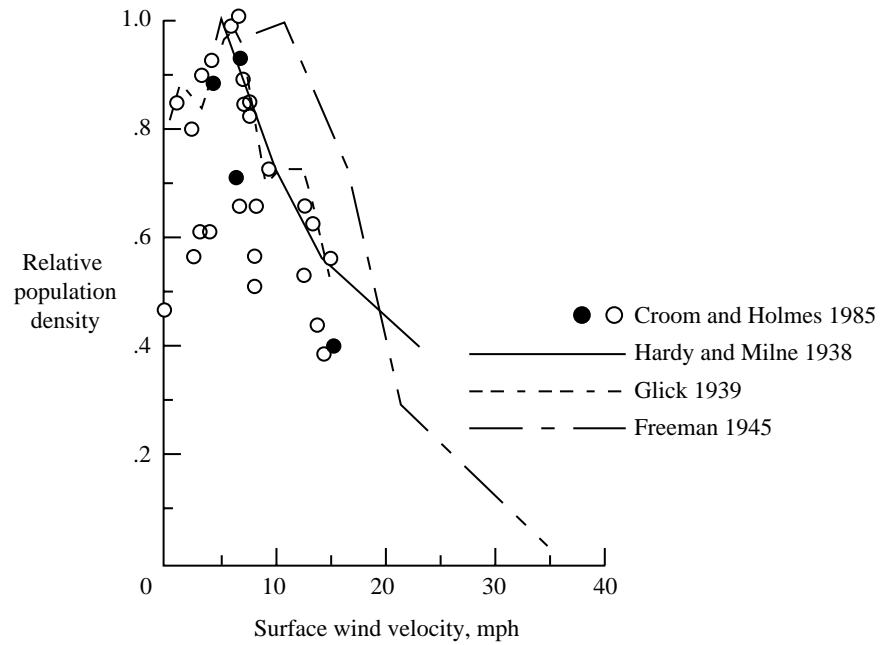 1.0
.8
.6
.4
.2
Relative
population
density
0
10
20
30
40
Surface wind velocity, mph
Croom and Holmes 1985
Hardy and Milne 1938
Glick 1939
Freeman 1945